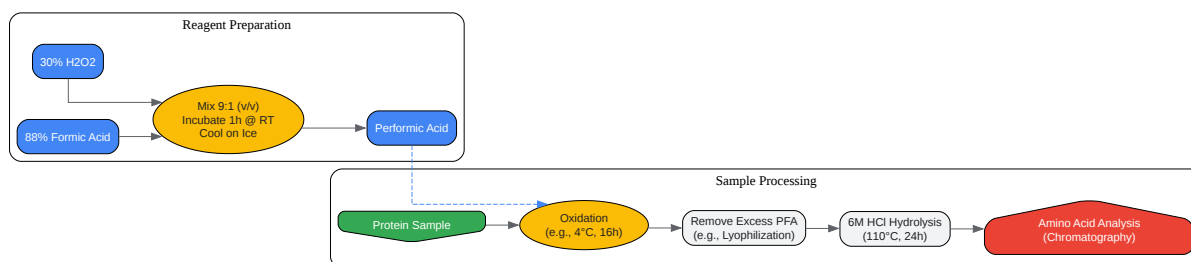 Reagent Preparation
30% H2O2
88% Formic Acid
Mix 9:1 (v/v)
Incubate 1h @ RT
Cool on Ice
Performic Acid
Sample Processing
Protein Sample
Oxidation
(e.g., 4°C, 16h)
Remove Excess PFA
(e.g., Lyophilization)
6M HCl Hydrolysis
(110°C, 24h)
Amino Acid Analysis
(Chromatography)